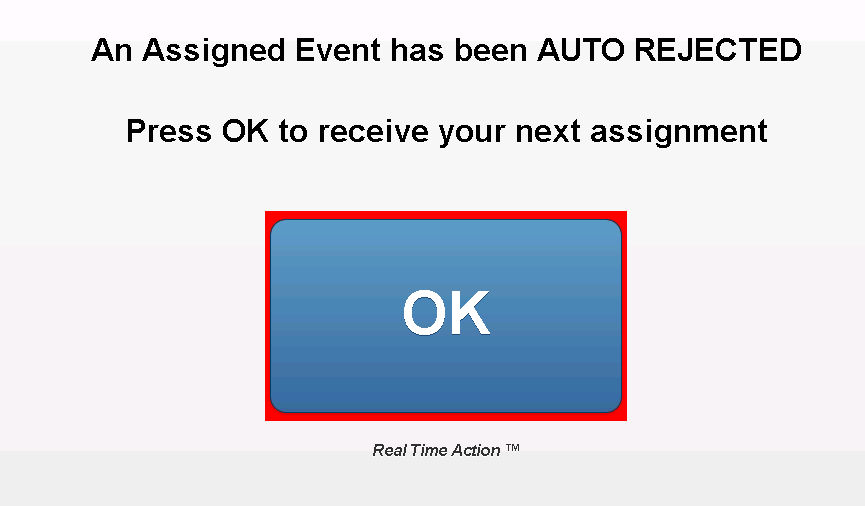 An Assigned Event has been AUTO REJECTED
Press OK to receive your next assignment
OK
Real Time Action ™